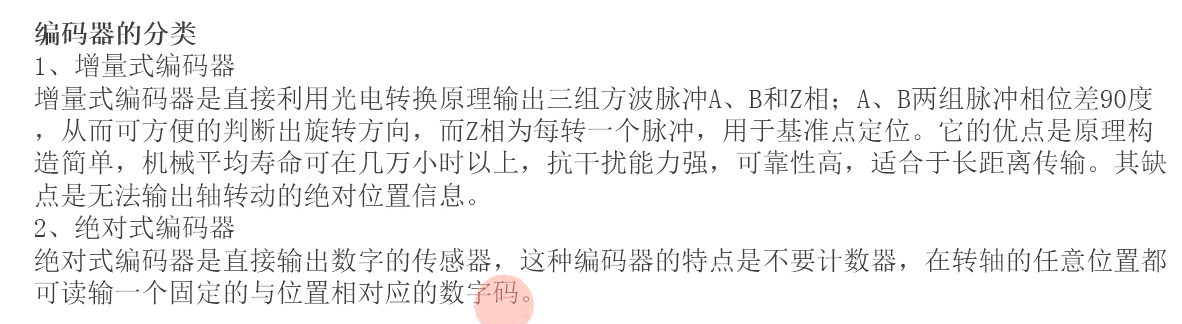 编码器的分类
1、增量式编码器
增量式编码器是直接利用光电转换原理输出三组方波脉冲A、B和Z相；A、B两组脉冲相位差90度
，从而可方便的判断出旋转方向，而Z相为每转一个脉冲，用于基准点定位。它的优点是原理构
造简单，机械平均寿命可在几万小时以上，抗干扰能力强，可靠性高，适合于长距离传输。其缺
点是无法输出轴转动的绝对位置信息。
2、绝对式编码器
绝对式编码器是直接输出数字的传感器，这种编码器的特点是不要计数器，在转轴的任意位置都
可读输一个固定的与位置相对应的数字码。